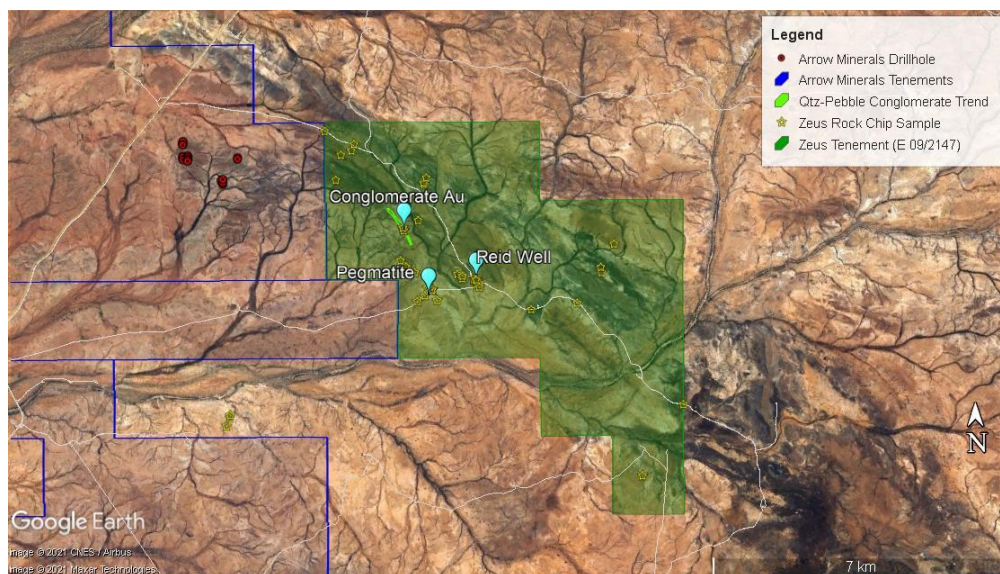 Legend
Arrow Minerals Drillhole
Arrow Minerals Tenements
Qtz-Pebble Conglomerate Trend
Zeus Rock Chip Sample
Zeus Tenement (E 09/2147)
Conglomerate Au
Reid Well
Pegmatite
N
Google Earth
Image © 2021 CNES / Airbus
Image © 2021 Maxar Technologies
7 km